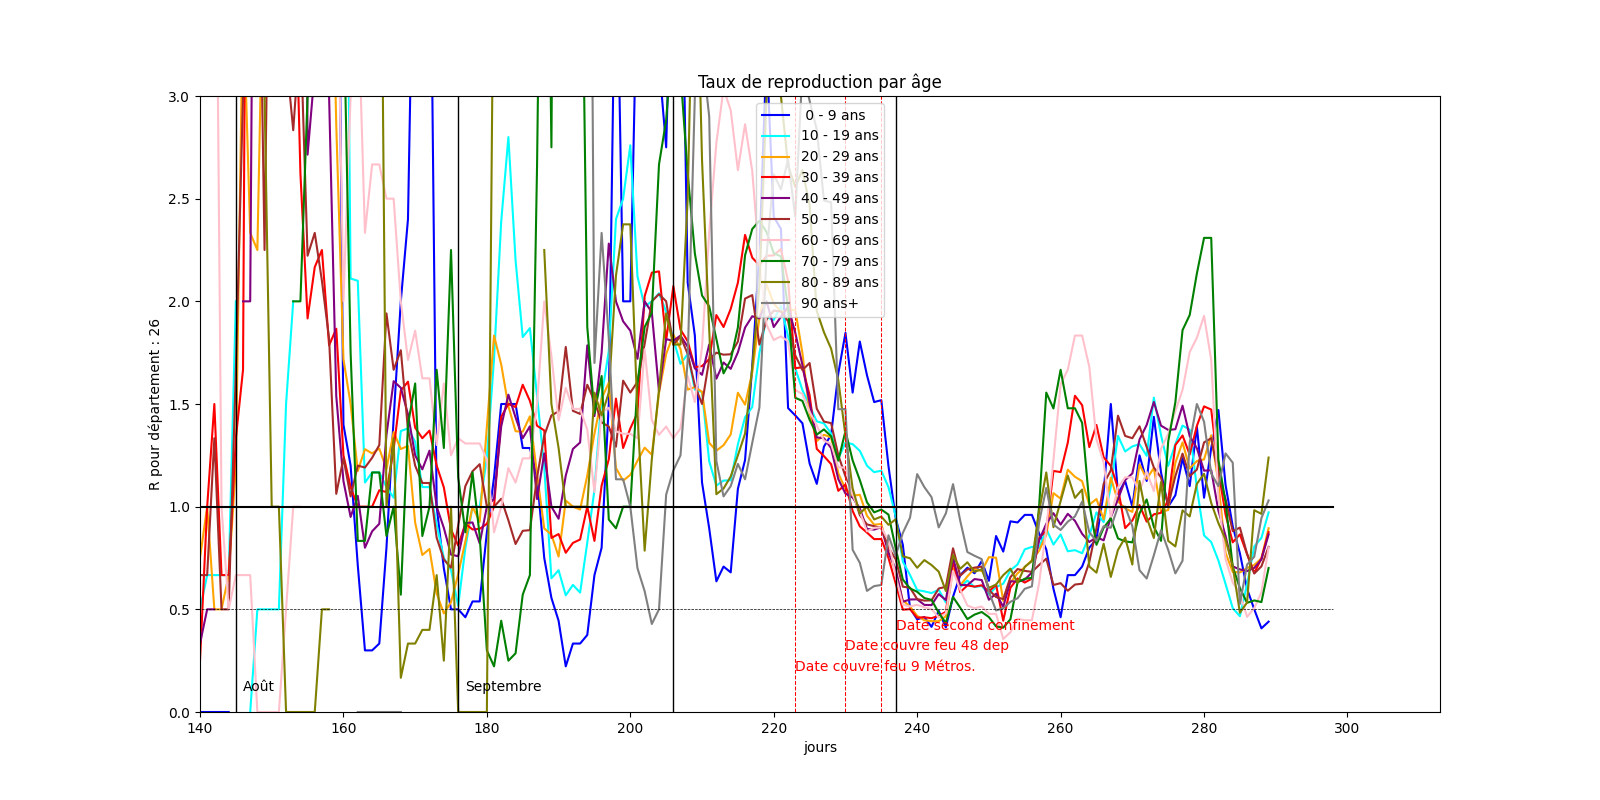 Taux de reproduction par âge
3.0
2.5
2.0
1.5
1.0
0.5
0.0
R pour département : 26
0 - 9 ans
10 - 19 ans
20 - 29 ans
30 - 39 ans
40 - 49 ans
50 - 59 ans
60 - 69 ans
70 - 79 ans
80 - 89 ans
90 ans+
Date second confinement
Date couvre feu 48 dep
Date couvre feu 9 Métros.
Août
Septembre
140 160 180 200 220 240 260 280 300
jours